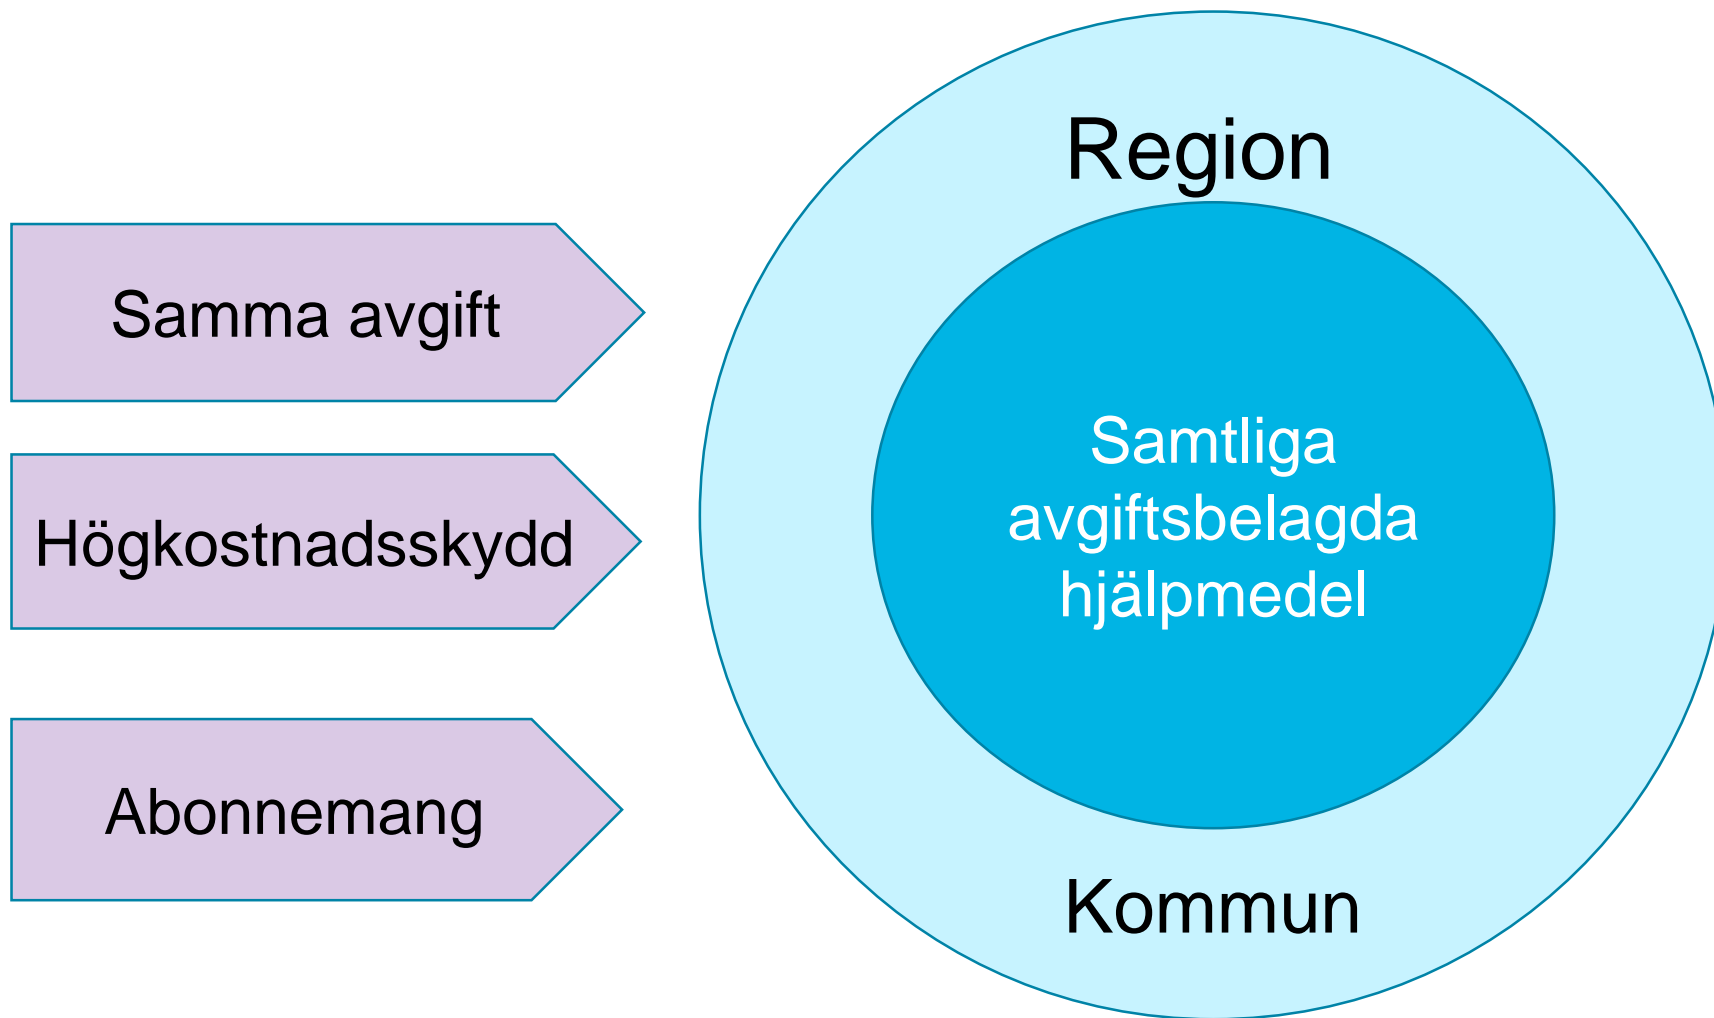 Samma avgift
Högkostnadsskydd
Abonnemang
Region
Samtliga
avgiftsbelagda
hjälpmedel
Kommun